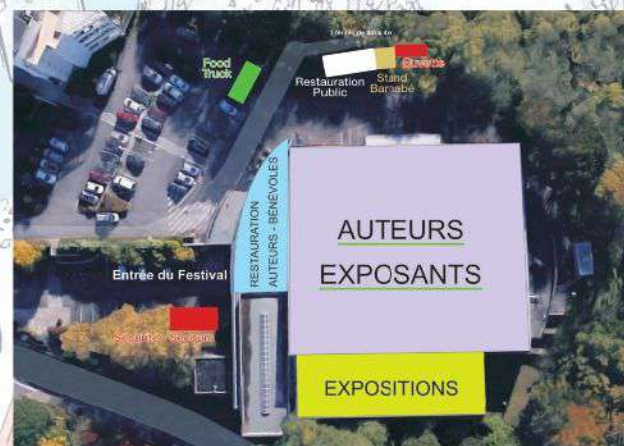 Food
Truck
Restauration
Public
Stand
Barnabé
Buvette
RESTAURATION
AUTEURS - BÉNÉVOLES
AUTEURS
EXPOSANTS
Entrée du Festival
EXPOSITIONS